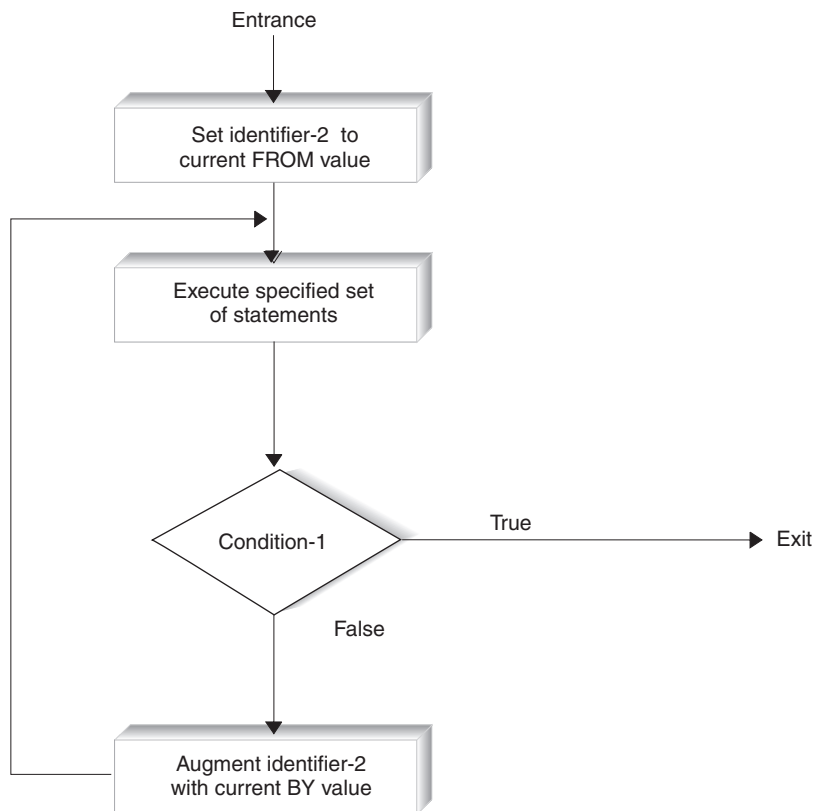 Entrance
Set identifier-2 to
current FROM value
Execute specified set
of statements
Condition-1
True
Exit
False
Augment identifier-2
with current BY value